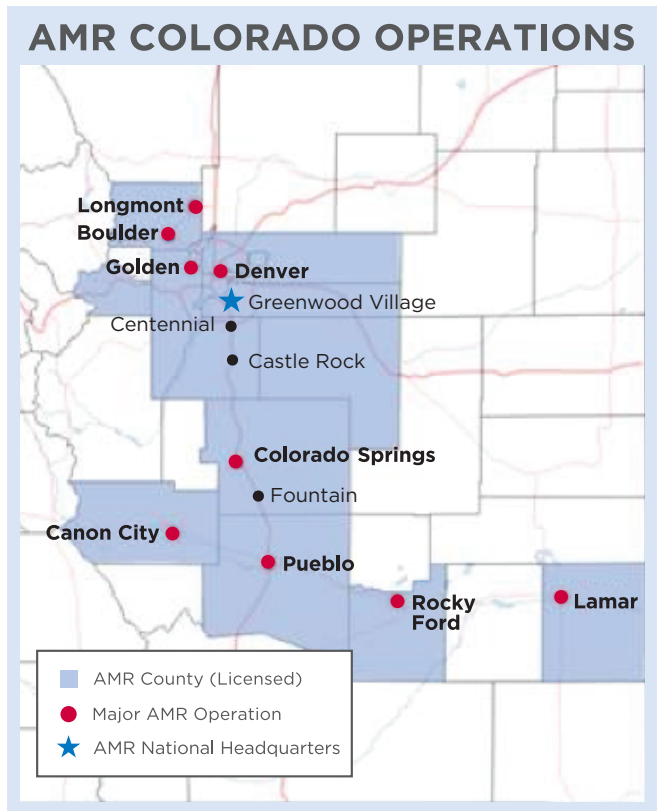 AMR COLORADO OPERATIONS
Longmont
Boulder
Golden
Denver
Greenwood Village
Centennial
Castle Rock
Colorado Springs
Fountain
Canon City
Pueblo
Rocky
Ford
Lamar
AMR County (Licensed)
Major AMR Operation
AMR National Headquarters